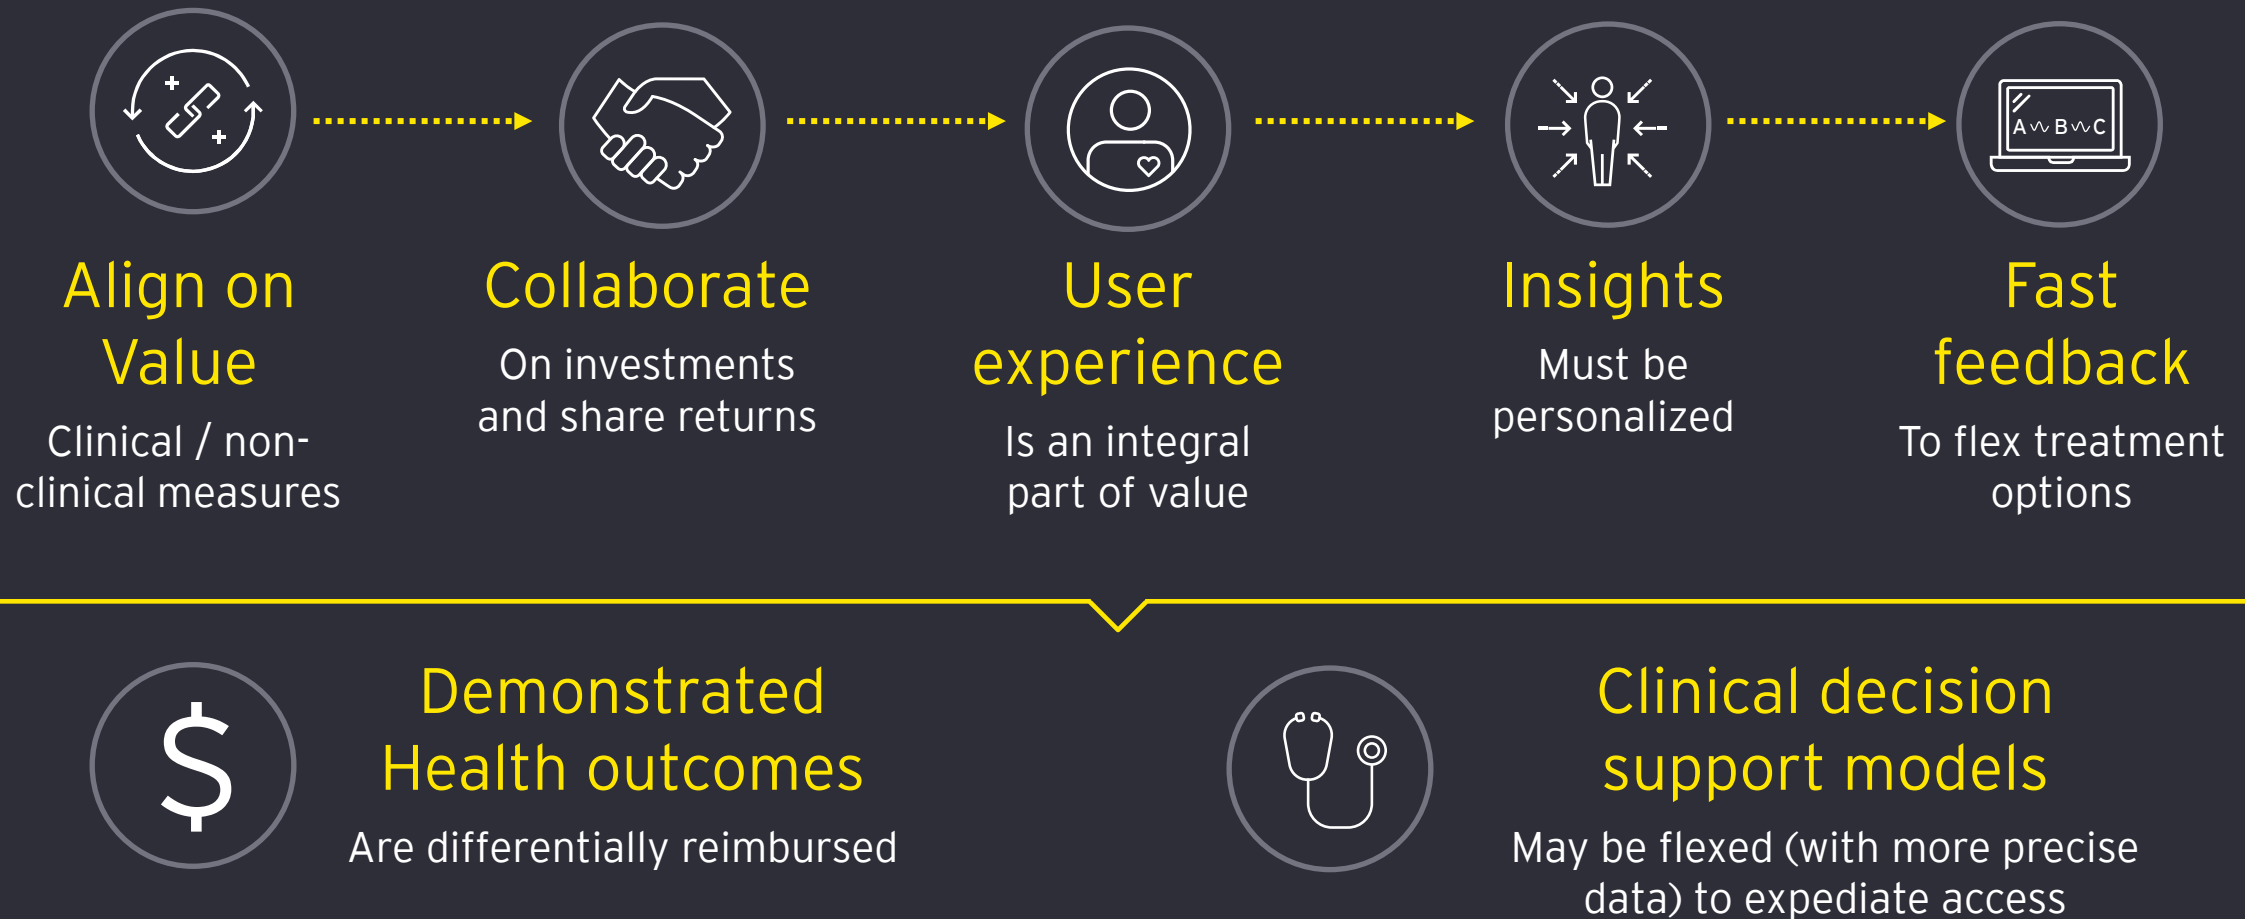 A B C
Align on
Value
Clinical / non-
clinical measures
Collaborate
On investments
and share returns
User
experience
Is an integral
part of value
Insights
Must be
personalized
Fast
feedback
To flex treatment
options
$
Demonstrated
Health outcomes
Are differentially reimbursed
Clinical decision
support models
May be flexed (with more precise
data) to expediate access